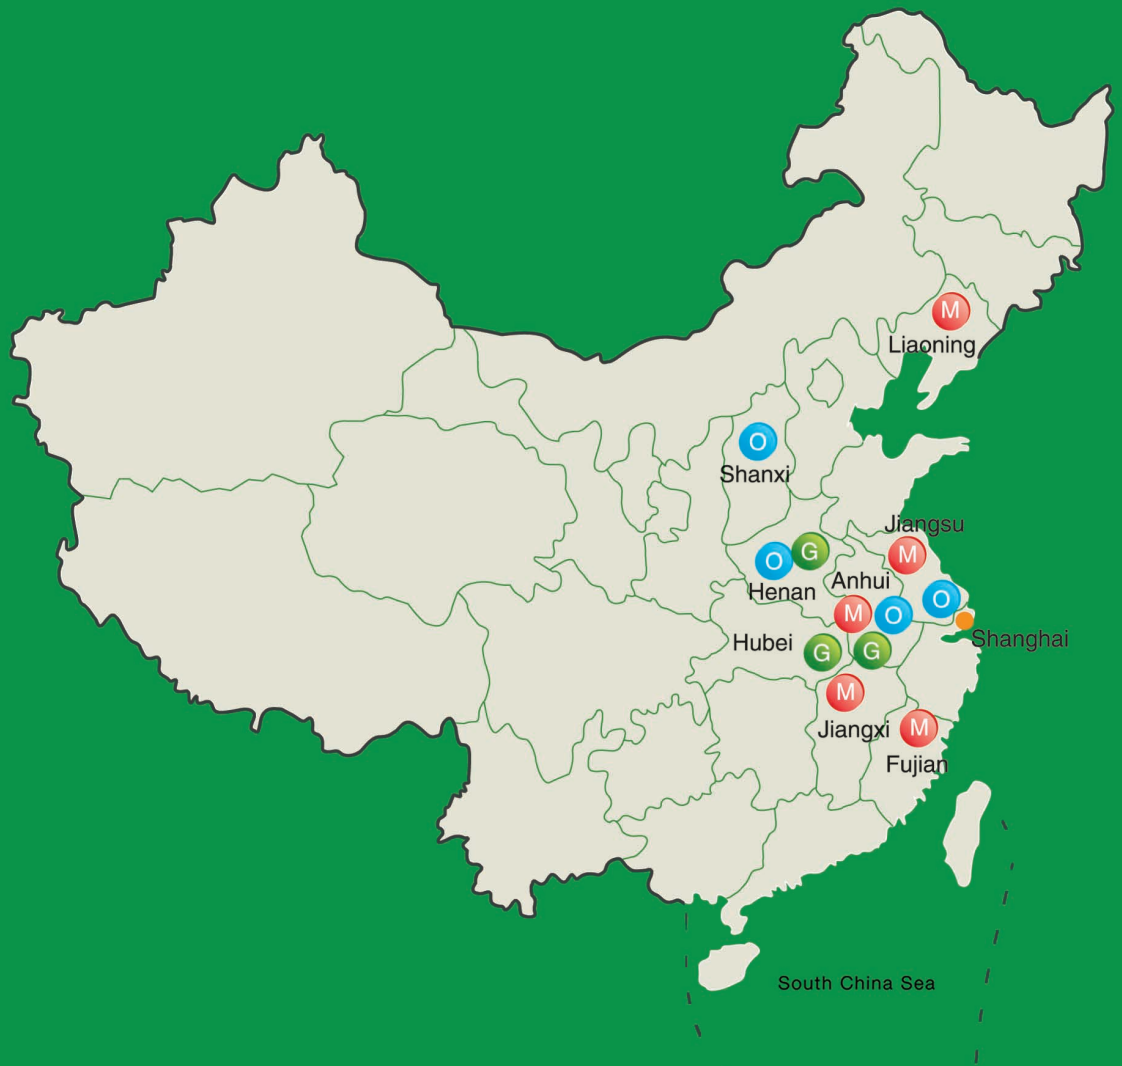 M
Liaoning
O
Shanxi
Jiangsu
M
O
G
Henan
Anhui
M
O
O
Shanghai
Hubei
G
G
M
Jiangxi
M
Fujian
South China Sea